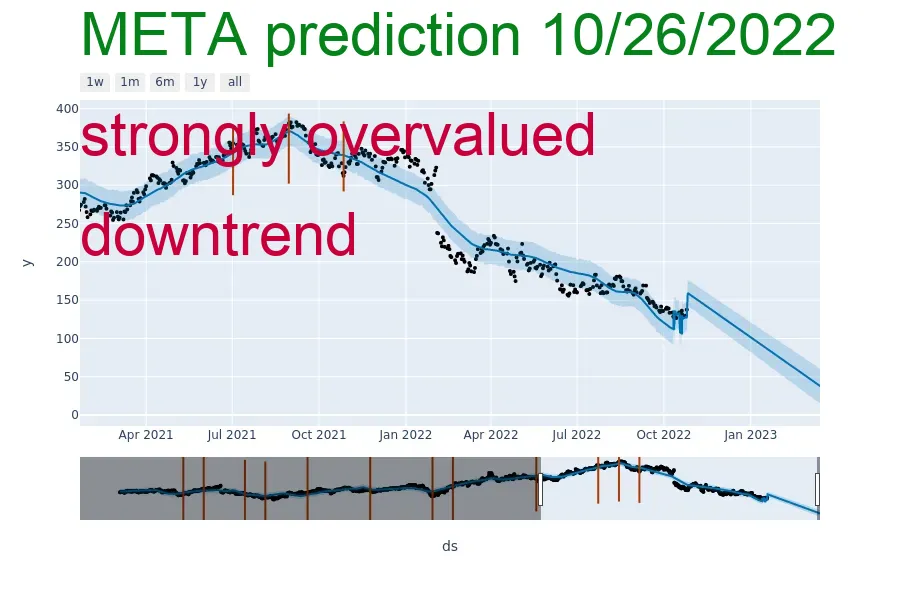 META prediction 10/26/2022
1w 1m 6m 1y all
400
strongly overvalued
350
300
250
downtrend
200
y
150
100
50
0
Apr 2021 Jul 2021 Oct 2021 Jan 2022 Apr 2022 Jul 2022 Oct 2022 Jan 2023
ds